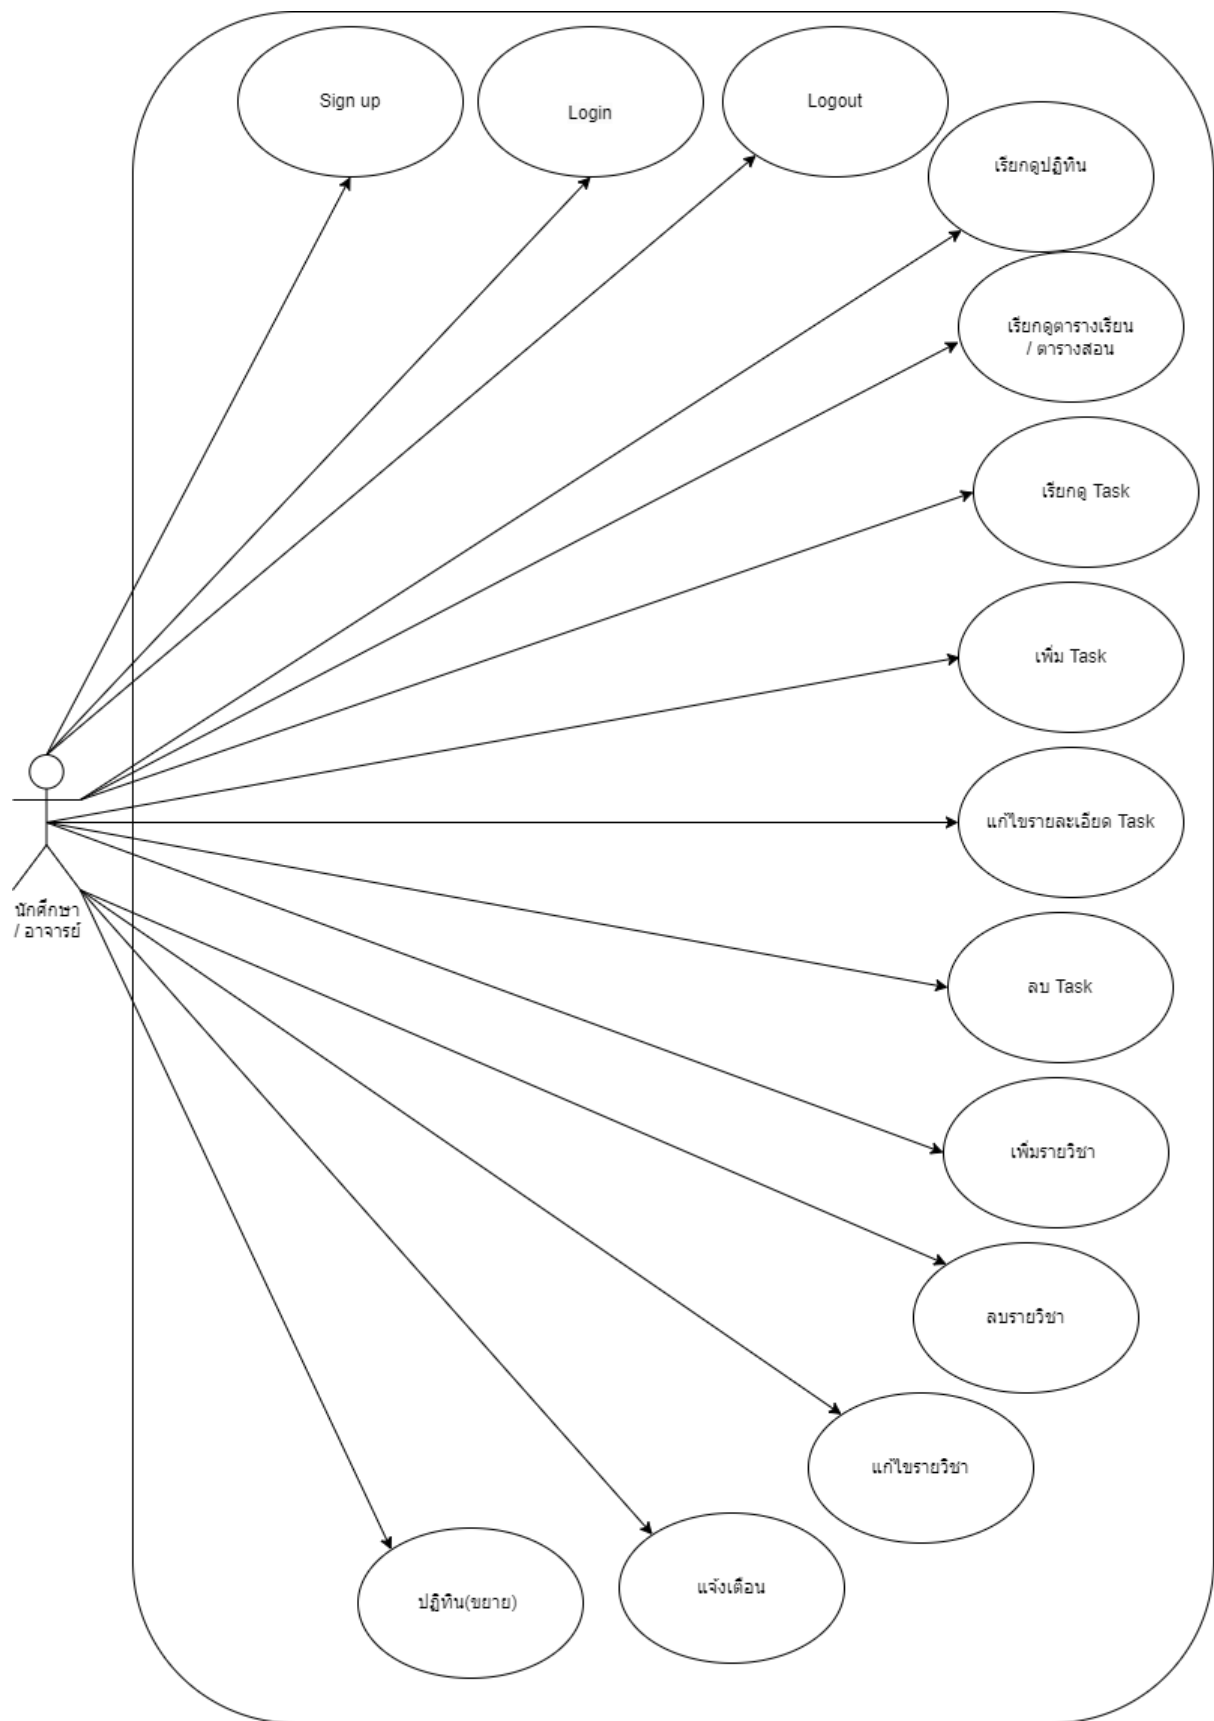 Sign up
Login
Logout
เรียกดูปฏิทิน
เรียกดูตารางเรียน
/ ตารางสอน
เรียกดู Task
เพิ่ม Task
แก้ไขรายละเอียด Task
นักศึกษา
/ อาจารย์
ลบ Task
เพิ่มรายวิชา
ลบรายวิชา
แก้ไขรายวิชา
แจ้งเตือน
ปฏิทิน(ขยาย)